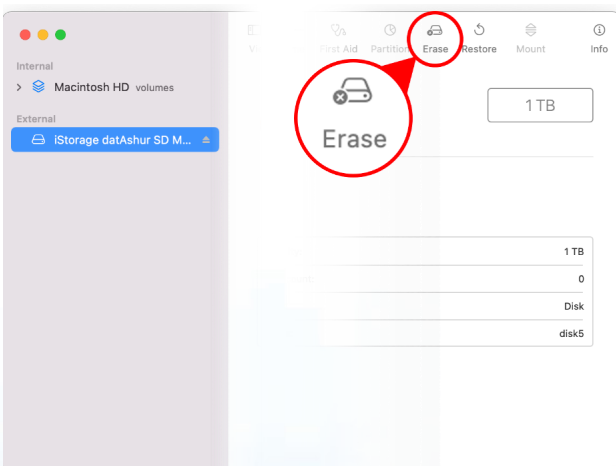 First Aid Partition Erase Restore Mount Info
Internal
Macintosh HD volumes
External
iStorage datAshur SD M...
Erase
1 TB
1 TB
0
Disk
disk5